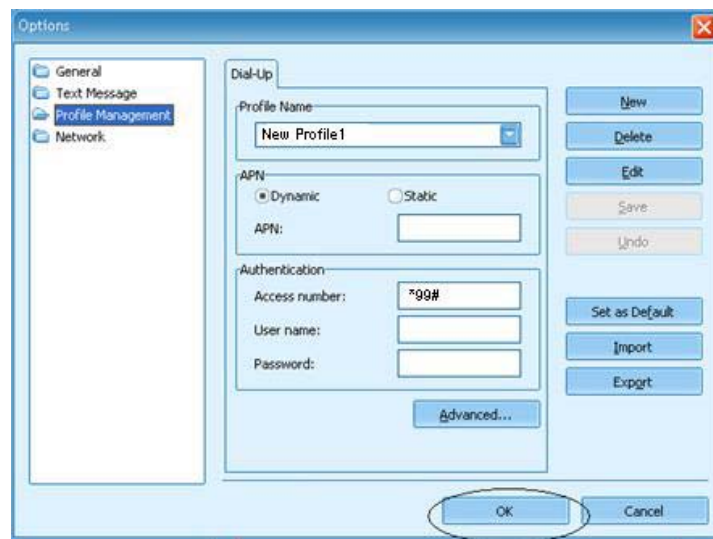 Options
General
Text Message
Profile Management
Network
Dial-Up
Profile Name
New Profile1
APN
Dynamic
Static
APN:
Authentication
Access number:
*99#
User name:
Password:
Advanced...
New
Delete
Edit
Save
Undo
Set as Default
Import
Export
OK
Cancel